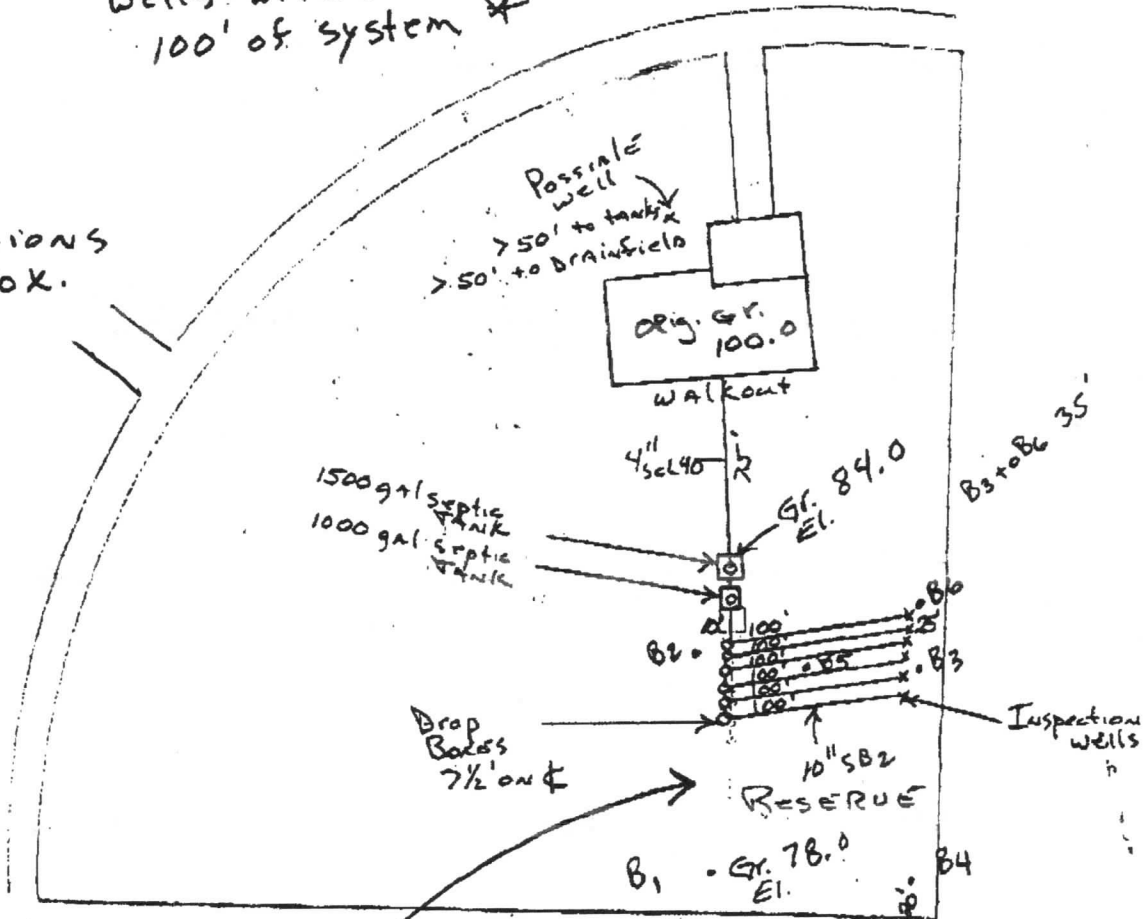 100' of system *
Possible
well
> 50' to tanks
> 50' to Drainfield
orig. Gr.
100.0
walkout
4"
Sch 40
Gr. 84.0
El.
B3 to B6 35'
1500 gal septic
Tank
1000 gal septic
Tank
B6
100'
100'
100'
100'
100'
100'
B2
B5
B3
Drop
Boxes
7½' on ℄
Inspection
wells
10" SB2
RESERVE
B1
Gr. 78.0
El.
B4